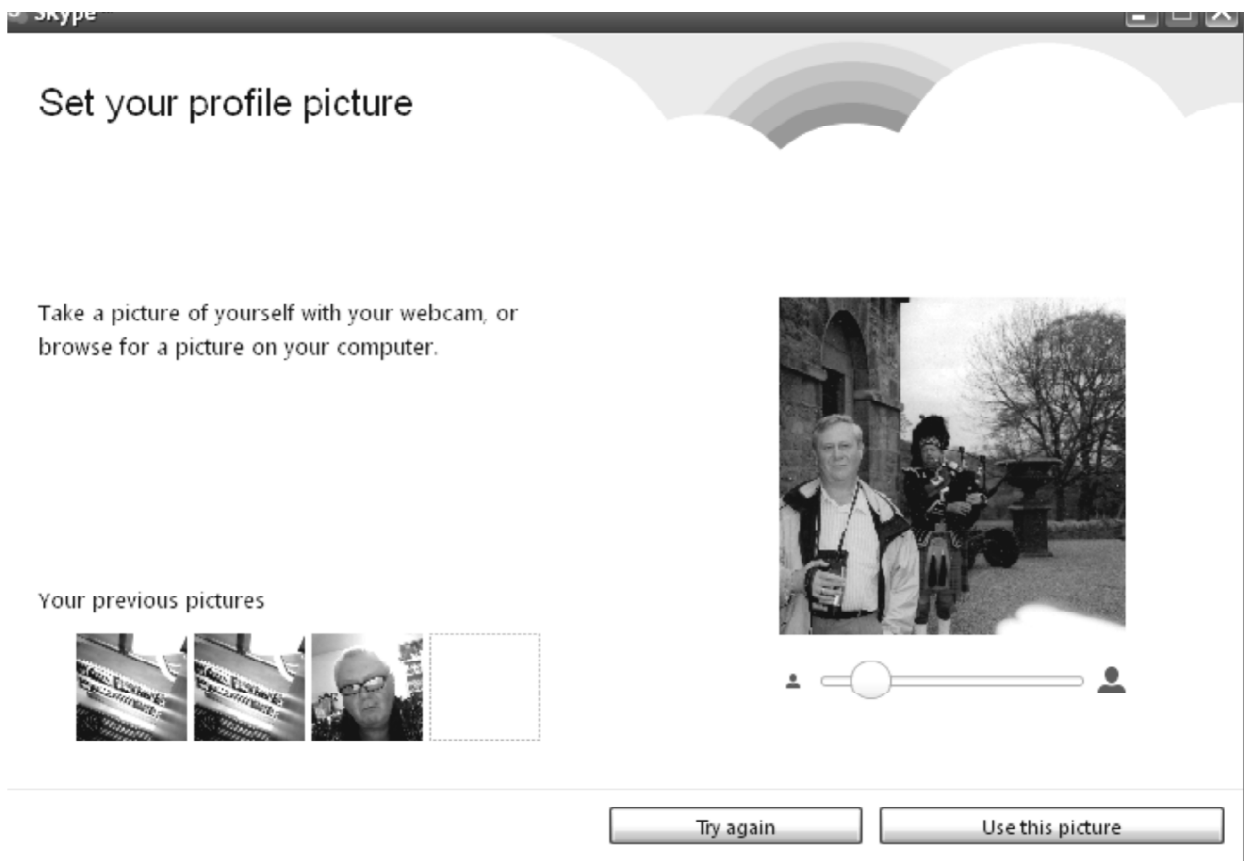 Skype
Set your profile picture
Take a picture of yourself with your webcam, or
browse for a picture on your computer.
Your previous pictures
Try again
Use this picture